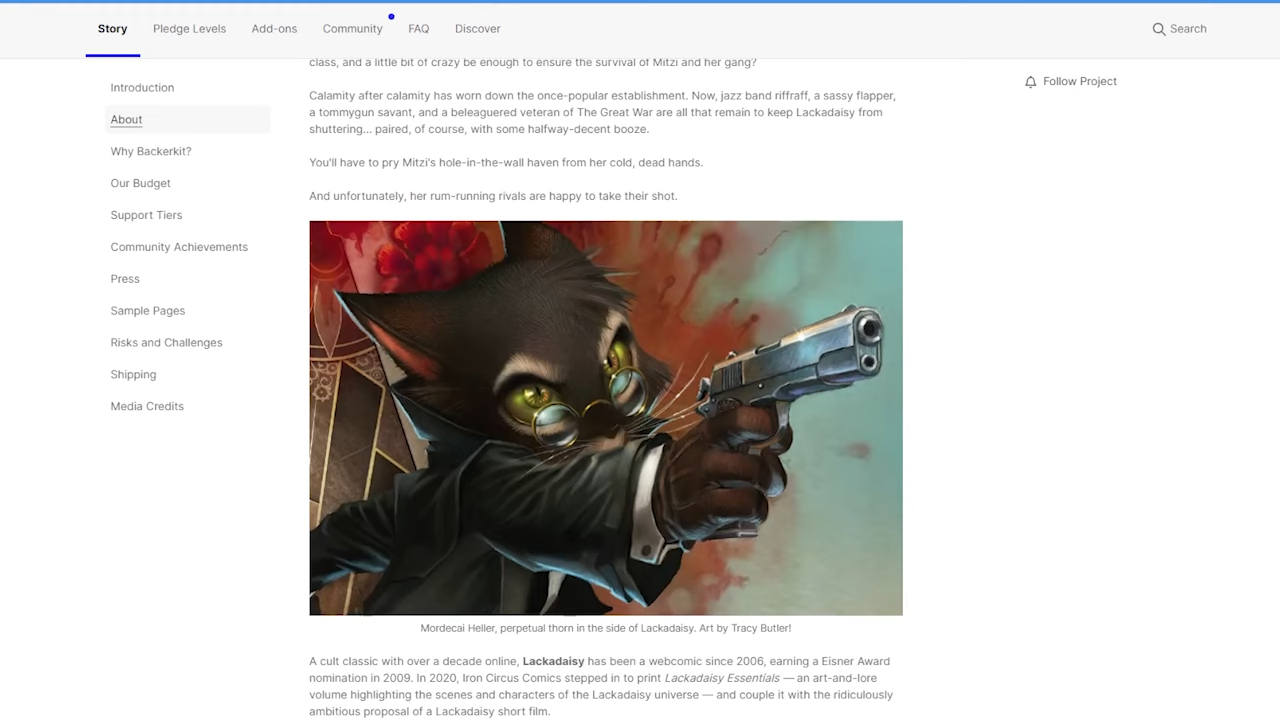 Story
Pledge Levels
Add-ons
Community
FAQ
Discover
Search
Introduction
About
Why Backerkit?
Our Budget
Support Tiers
Community Achievements
Press
Sample Pages
Risks and Challenges
Shipping
Media Credits
class, and a little bit of crazy be enough to ensure the survival of Mitzi and her gang?
Calamity after calamity has worn down the once-popular establishment. Now, jazz band riffraff, a sassy flapper,
a tommygun savant, and a beleaguered veteran of The Great War are all that remain to keep Lackadaisy from
shuttering... paired, of course, with some halfway-decent booze.
You'll have to pry Mitzi's hole-in-the-wall haven from her cold, dead hands.
And unfortunately, her rum-running rivals are happy to take their shot.
Mordecai Heller, perpetual thorn in the side of Lackadaisy. Art by Tracy Butler!
A cult classic with over a decade online, Lackadaisy has been a webcomic since 2006, earning a Eisner Award
nomination in 2009. In 2020, Iron Circus Comics stepped in to print Lackadaisy Essentials — an art-and-lore
volume highlighting the scenes and characters of the Lackadaisy universe — and couple it with the ridiculously
ambitious proposal of a Lackadaisy short film.
Follow Project